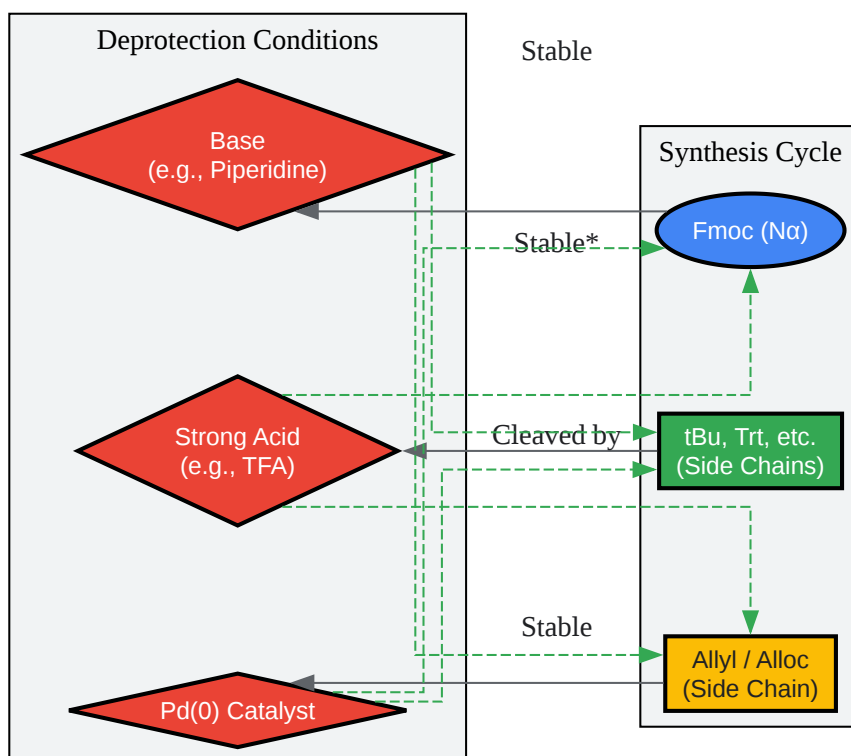 Deprotection Conditions
Stable
Base
(e.g., Piperidine)
Synthesis Cycle
Fmoc (Nα)
Stable*
Strong Acid
(e.g., TFA)
Cleaved by
tBu, Trt, etc.
(Side Chains)
Stable
Allyl / Alloc
(Side Chain)
Pd(0) Catalyst